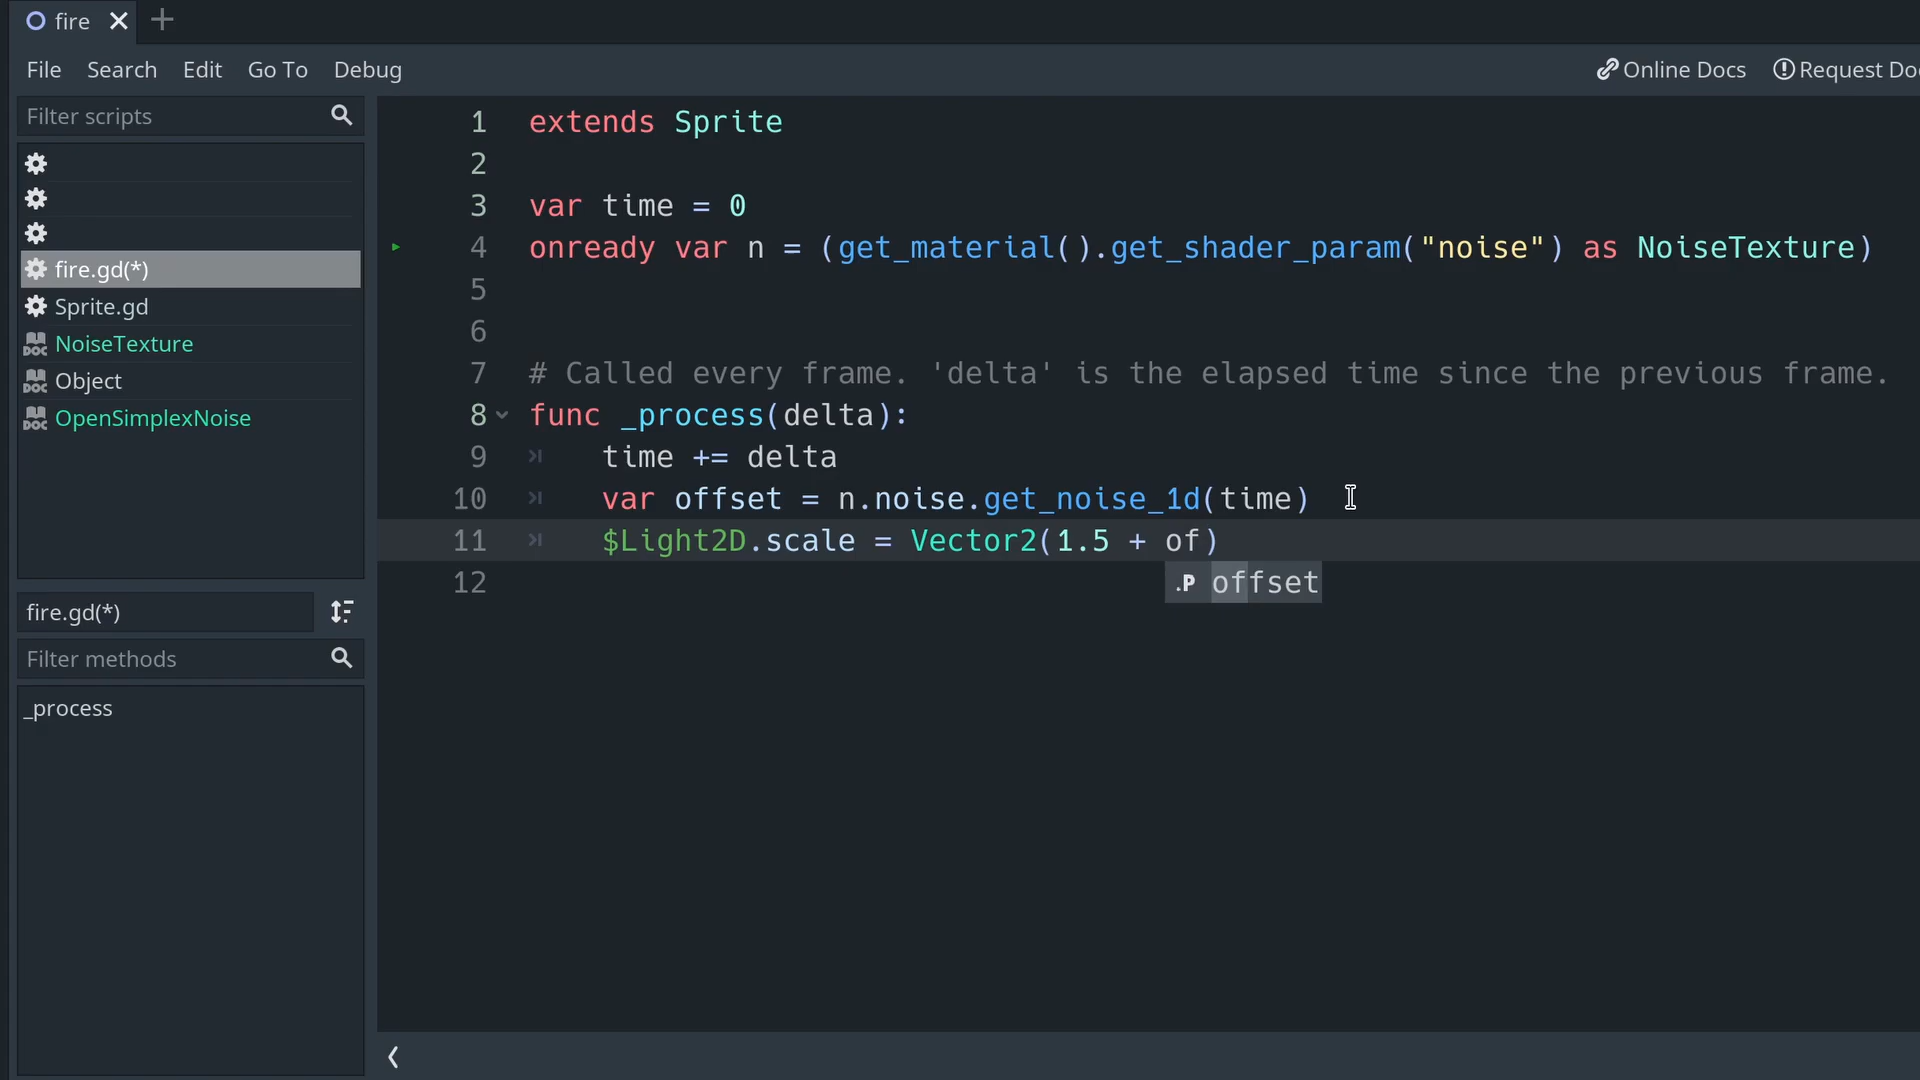 fire
File Search Edit Go To Debug
Online Docs Request Doc
Filter scripts
fire.gd(*)
Sprite.gd
NoiseTexture
Object
OpenSimplexNoise
fire.gd(*)
Filter methods
_process
1 extends Sprite
2
3 var time = 0
4 onready var n = (get_material().get_shader_param("noise") as NoiseTexture)
5
6
7 # Called every frame. 'delta' is the elapsed time since the previous frame.
8 func _process(delta):
9 time += delta
10 var offset = n.noise.get_noise_1d(time)
11 $Light2D.scale = Vector2(1.5 + of)
.P offset
12